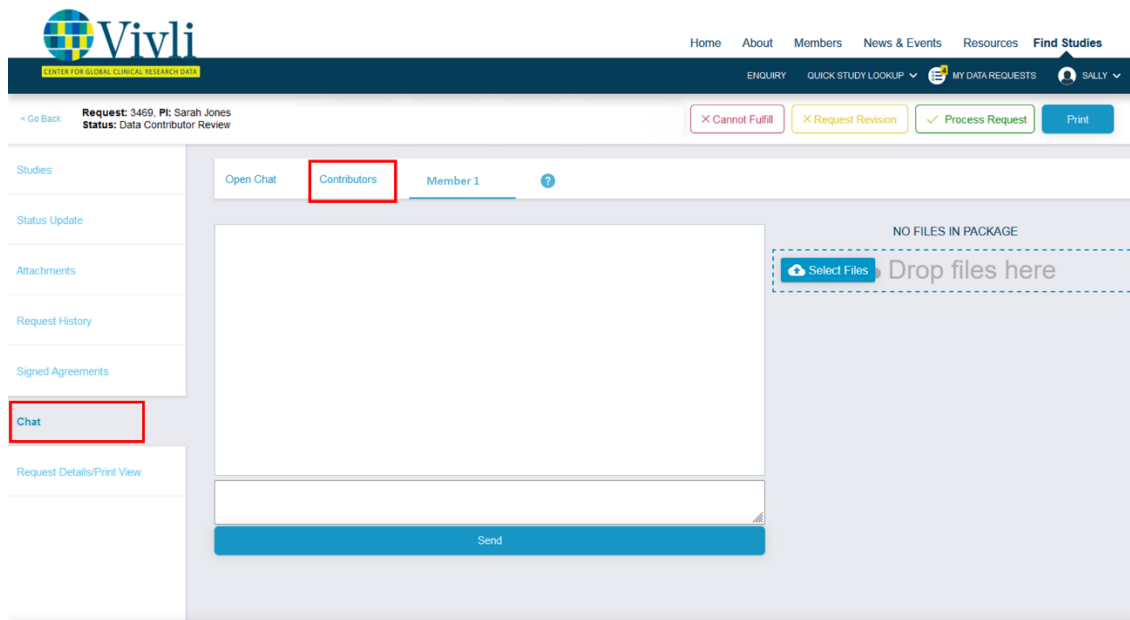 Vivli
CENTER FOR GLOBAL CLINICAL RESEARCH DATA
Home About Members News & Events Resources Find Studies
ENQUIRY QUICK STUDY LOOKUP 4 MY DATA REQUESTS SALLY
< Go Back
Request: 3469, PI: Sarah Jones
Status: Data Contributor Review
Cannot Fulfill Request Revision Process Request Print
Studies
Status Update
Attachments
Request History
Signed Agreements
Chat
Request Details/Print View
Open Chat Contributors Member 1 ?
NO FILES IN PACKAGE
Select Files Drop files here
Send